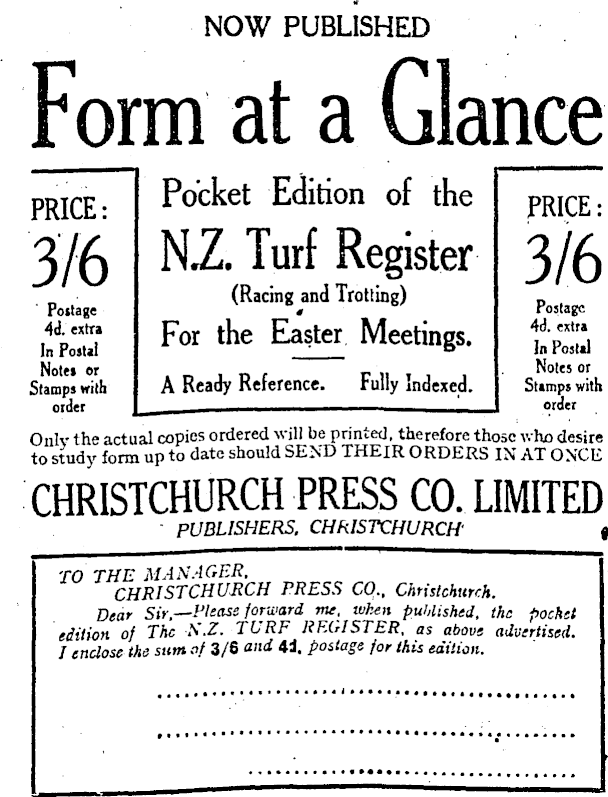 NOW PUBLISHED
Form at a Glance
PRICE:
3/6
Postage
4d. extra
In Postal
Notes or
Stamps with
order
Pocket Edition of the
N.Z. Turf Register
(Racing and Trotting)
For the Easter Meetings.
A Ready Reference. Fully Indexed.
PRICE:
3/6
Postage
4d. extra
In Postal
Notes or
Stamps with
order
Only the actual copies ordered will be printed, therefore those who desire
to study form up to date should SEND THEIR ORDERS IN AT ONCE
CHRISTCHURCH PRESS CO. LIMITED
PUBLISHERS, CHRISTCHURCH
TO THE MANAGER,
CHRISTCHURCH PRESS CO., Christchurch.
Dear Sir,—Please forward me, when published, the pocket
edition of The N.Z. TURF REGISTER, as above advertised.
I enclose the sum of 3/6 and 4d. postage for this edition.